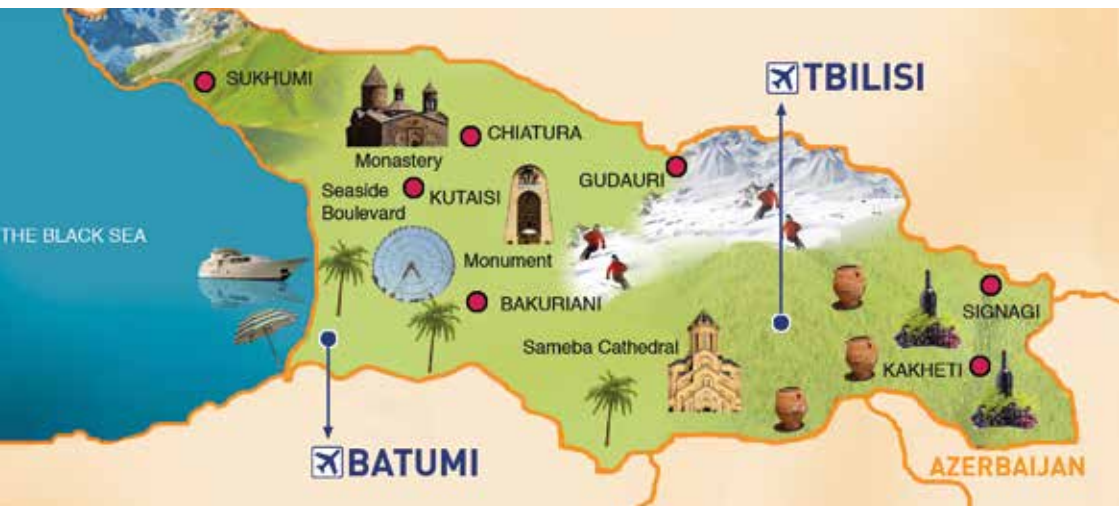 SUKHUMI
TBILISI
CHIATURA
Monastery
GUDAURI
Seaside
Boulevard
KUTAISI
THE BLACK SEA
Monument
BAKURIANI
SIGNAGI
Sameba Cathedral
KAKHETI
BATUMI
AZERBAIJAN